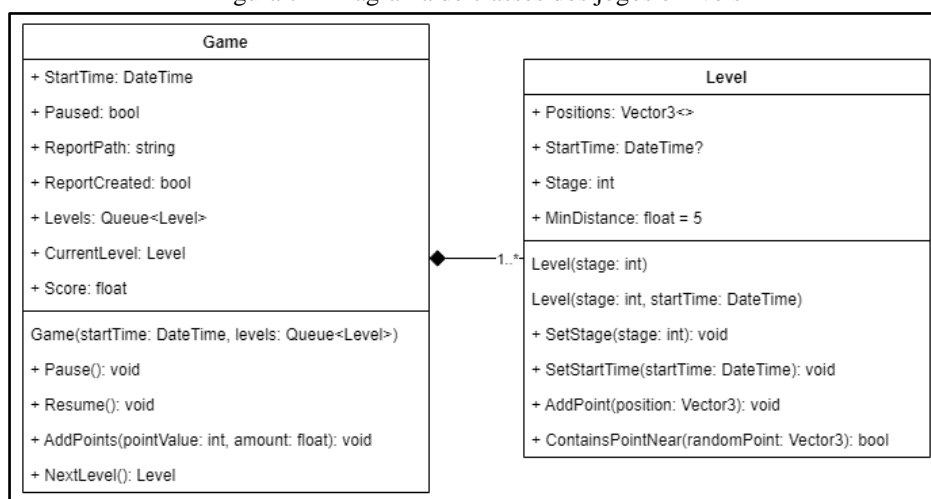 Game
+ StartTime: DateTime
+ Paused: bool
+ ReportPath: string
+ ReportCreated: bool
+ Levels: Queue<Level>
+ CurrentLevel: Level
+ Score: float
Game(startTime: DateTime, levels: Queue<Level>)
+ Pause(): void
+ Resume(): void
+ AddPoints(pointValue: int, amount: float): void
+ NextLevel(): Level
1..*
Level
+ Positions: Vector3<>
+ StartTime: DateTime?
+ Stage: int
+ MinDistance: float = 5
Level(stage: int)
Level(stage: int, startTime: DateTime)
+ SetStage(stage: int): void
+ SetStartTime(startTime: DateTime): void
+ AddPoint(position: Vector3): void
+ ContainsPointNear(randomPoint: Vector3): bool